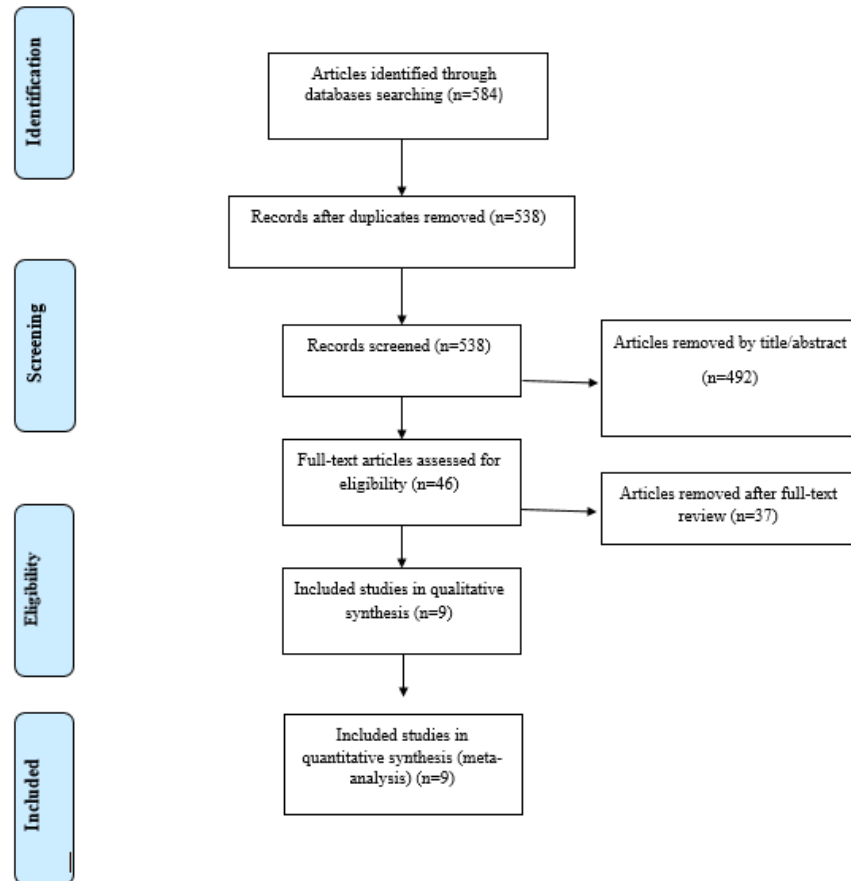 Identification
Articles identified through
databases searching (n=584)
Records after duplicates removed (n=538)
Screening
Records screened (n=538)
Articles removed by title/abstract
(n=492)
Full-text articles assessed for
eligibility (n=46)
Articles removed after full-text
review (n=37)
Eligibility
Included studies in qualitative
synthesis (n=9)
Included
Included studies in
quantitative synthesis (meta-
analysis) (n=9)